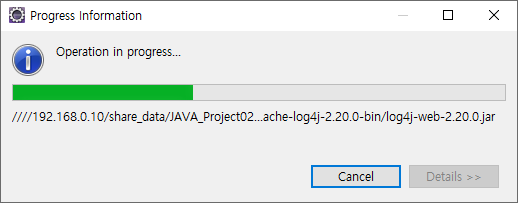 Progress Information
Operation in progress...
////192.168.0.10/share_data/JAVA_Project02...ache-log4j-2.20.0-bin/log4j-web-2.20.0.jar
Cancel
Details >>